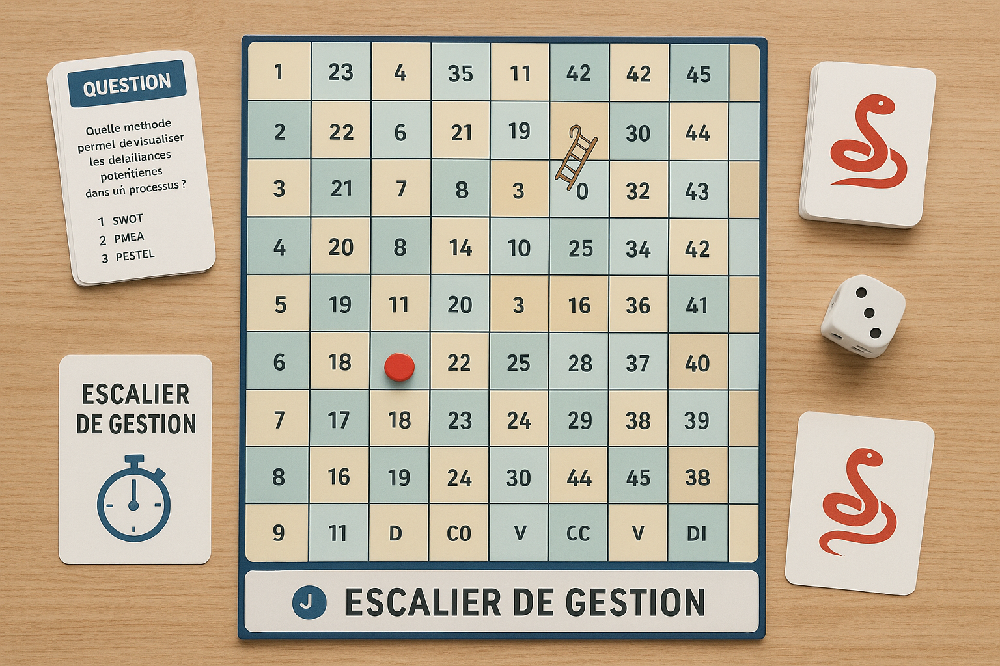 QUESTION
Quelle methode
permel de visualiser
les delailiances
potentienes
dans un processus ?
1 SWOT
2 PMEA
3 PESTEL
ESCALIER
DE GESTION
1 23 4 35 11 42 42 45
2 22 6 21 19 30 44
3 21 7 8 3 0 32 43
4 20 8 14 10 25 34 42
5 19 11 20 3 16 36 41
6 18 22 25 28 37 40
7 17 18 23 24 29 38 39
8 16 19 24 30 44 45 38
9 11 D CO V CC V DI
J ESCALIER DE GESTION